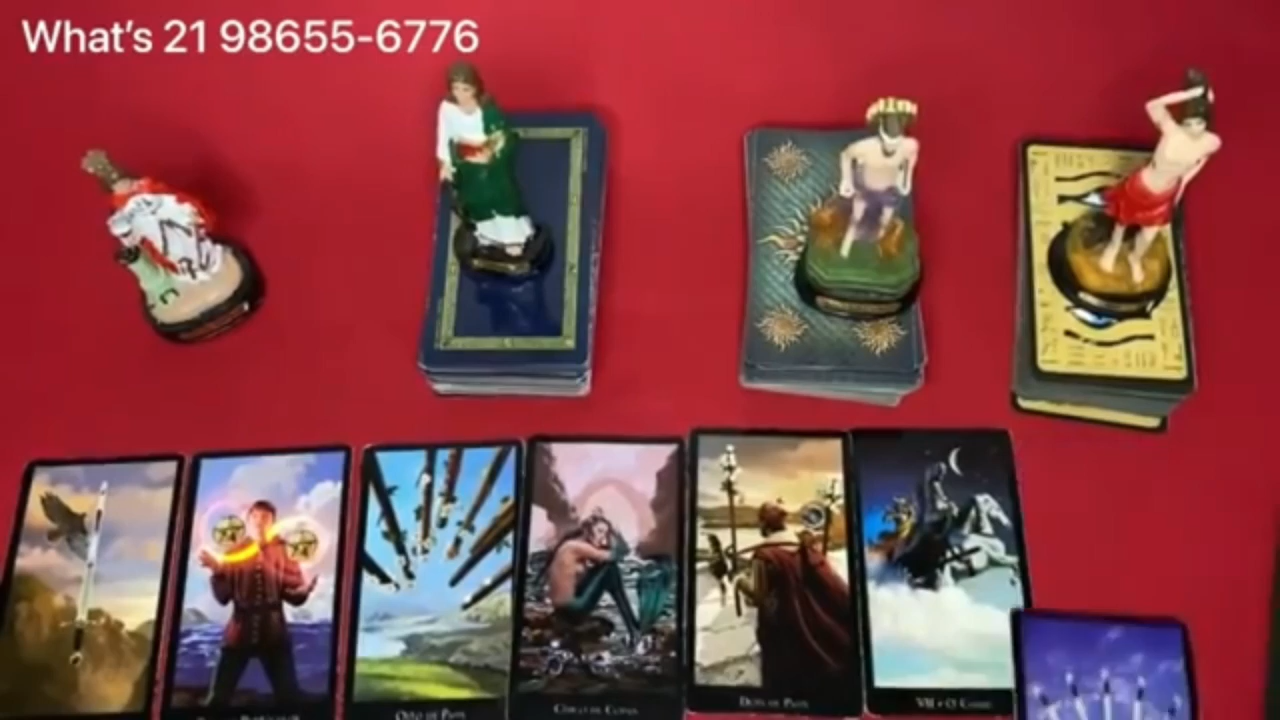 What's 21 98655-6776
Oito de Paus
Cinco de Copas
Dois de Paus
VII • O Carro